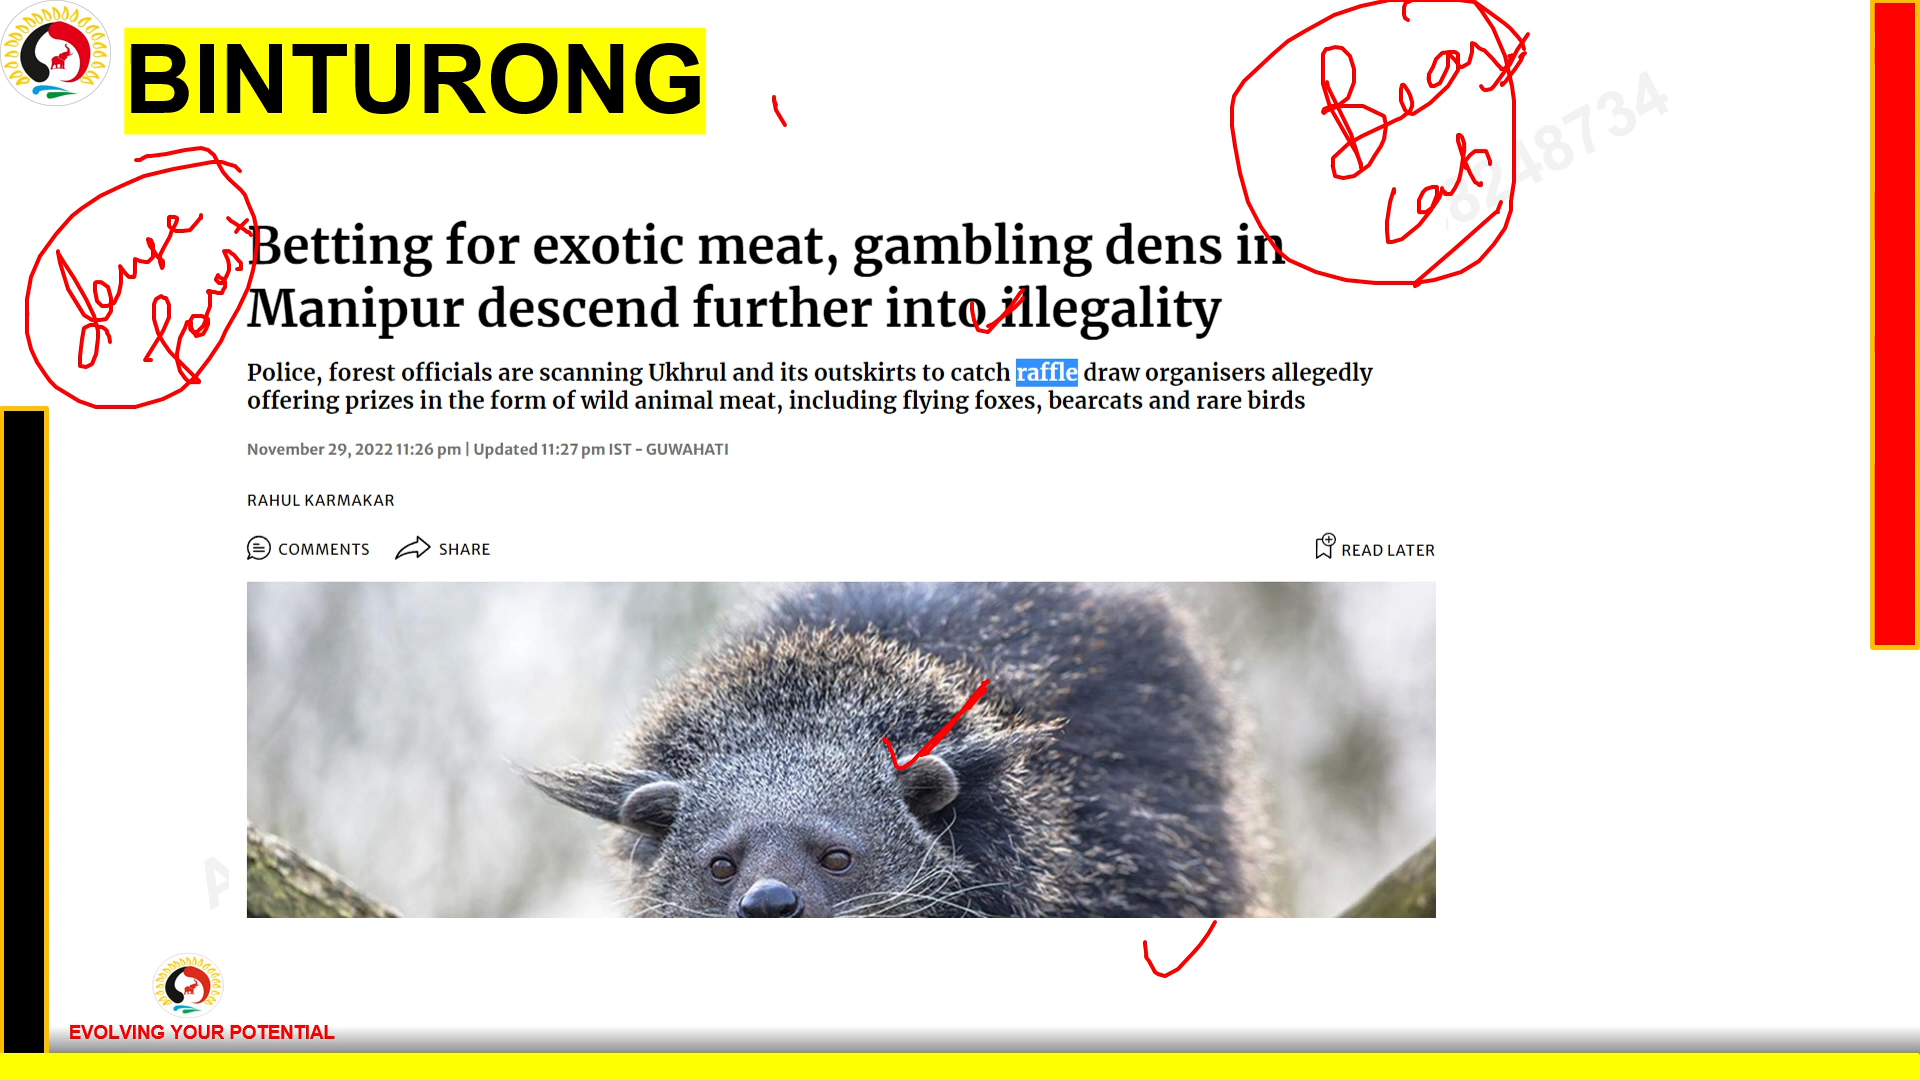 BINTURONG
Bear
cat
Dense
Forest
Betting for exotic meat, gambling dens in
Manipur descend further into illegality
Police, forest officials are scanning Ukhrul and its outskirts to catch raffle draw organisers allegedly
offering prizes in the form of wild animal meat, including flying foxes, bearcats and rare birds
November 29, 2022 11:26 pm | Updated 11:27 pm IST - GUWAHATI
RAHUL KARMAKAR
COMMENTS SHARE READ LATER
EVOLVING YOUR POTENTIAL